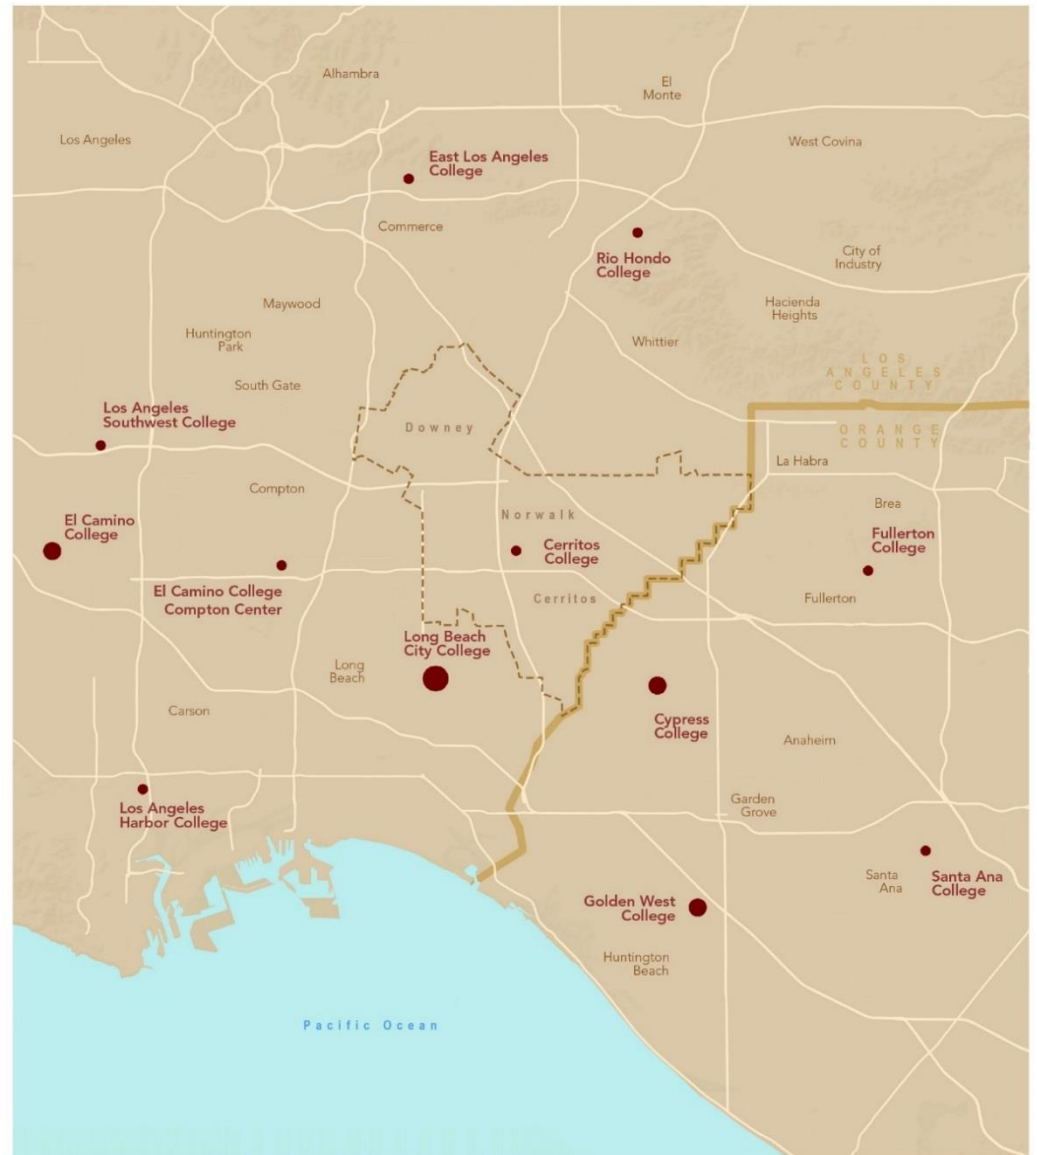 Alhambra
El
Monte
Los Angeles
West Covina
East Los Angeles
College
Commerce
Rio Hondo
College
City of
Industry
Maywood
Hacienda
Heights
Huntington
Park
Whittier
South Gate
LOS
ANGELES
COUNTY
Los Angeles
Southwest College
Downey
ORANGE
COUNTY
La Habra
Compton
Brea
El Camino
College
Norwalk
Cerritos
College
Fullerton
College
El Camino College
Compton Center
Cerritos
Fullerton
Long Beach
City College
Long
Beach
Carson
Cypress
College
Anaheim
Los Angeles
Harbor College
Garden
Grove
Santa
Ana
Santa Ana
College
Golden West
College
Huntington
Beach
Pacific Ocean